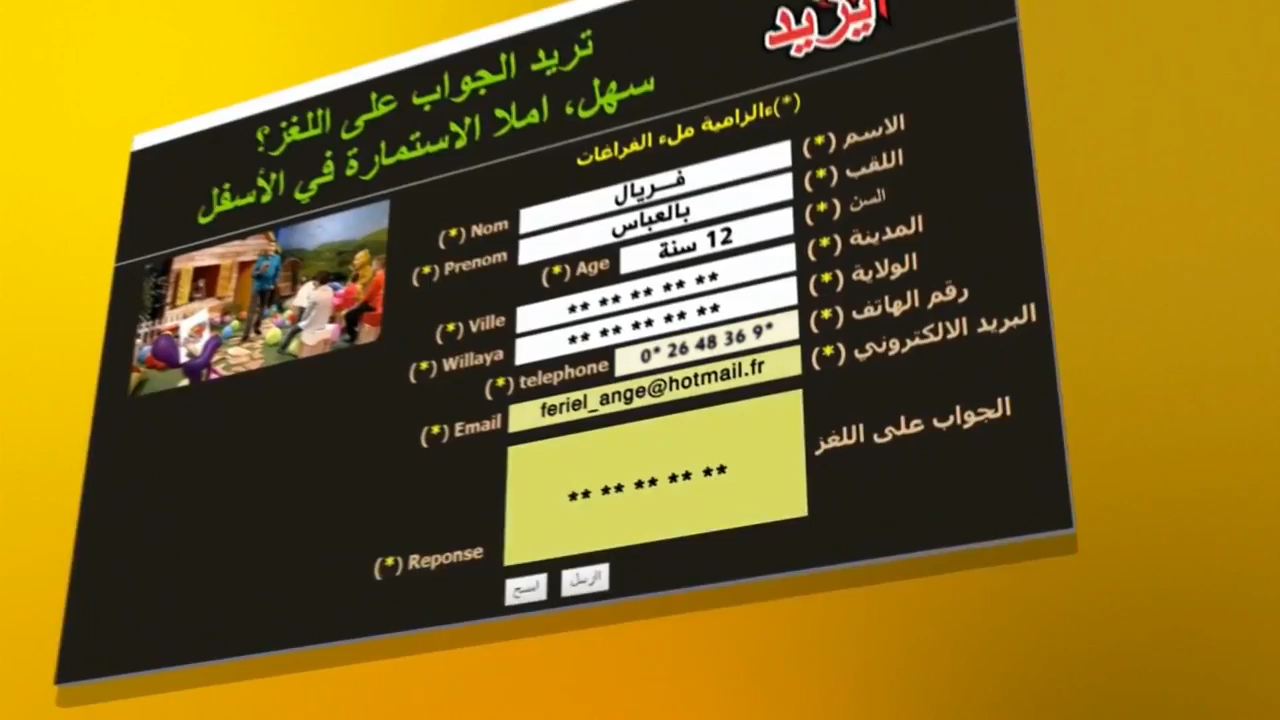 ايزيد
تريد الجواب على اللغز؟
سهل، املا الاستمارة في الأسفل
(*)ءالزامية ملء الفراغات
الاسم (*) فـريال Nom (*)
اللقب (*) بالعباس Prenom (*)
السن (*) 12 سنة Age (*)
المدينة (*) ** ** ** ** ** Ville (*)
الولاية (*) ** ** ** ** ** Willaya (*)
رقم الهاتف (*) 0* 26 48 36 9* telephone (*)
البريد الالكتروني (*) feriel_ange@hotmail.fr Email (*)
الجواب على اللغز ** ** ** ** ** Reponse (*)
ارسل امسح